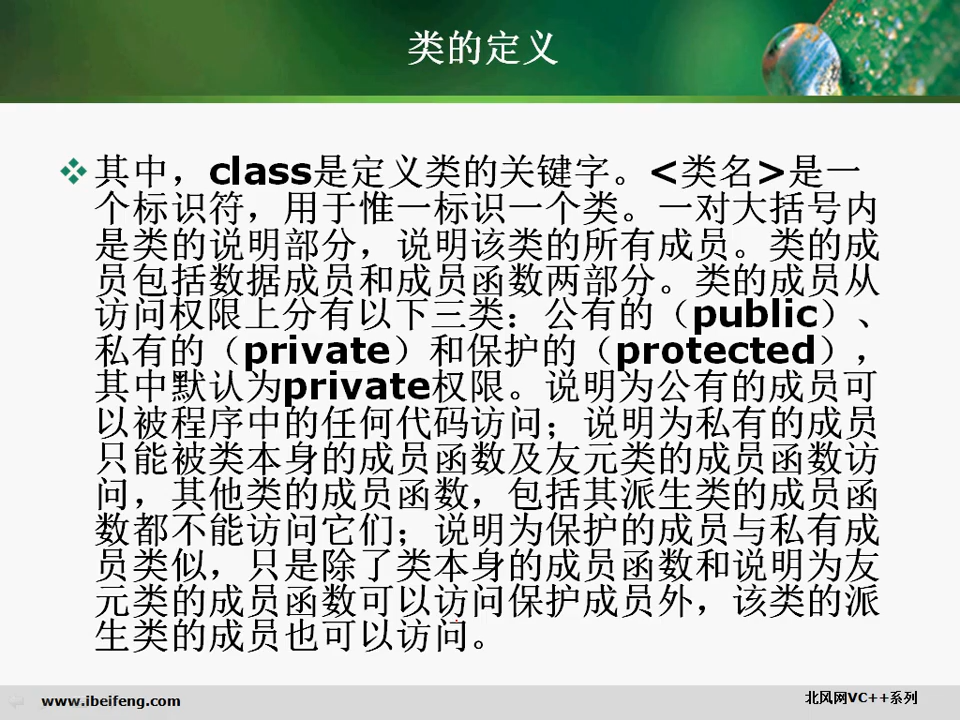 类的定义
其中，class是定义类的关键字。<类名>是一
个标识符，用于惟一标识一个类。一对大括号内
是类的说明部分，说明该类的所有成员。类的成
员包括数据成员和成员函数两部分。类的成员从
访问权限上分有以下三类：公有的（public）、
私有的（private）和保护的（protected），
其中默认为private权限。说明为公有的成员可
以被程序中的任何代码访问；说明为私有的成员
只能被类本身的成员函数及友元类的成员函数访
问，其他类的成员函数，包括其派生类的成员函
数都不能访问它们；说明为保护的成员与私有成
员类似，只是除了类本身的成员函数和说明为友
元类的成员函数可以访问保护成员外，该类的派
生类的成员也可以访问。
www.ibeifeng.com
北风网VC++系列